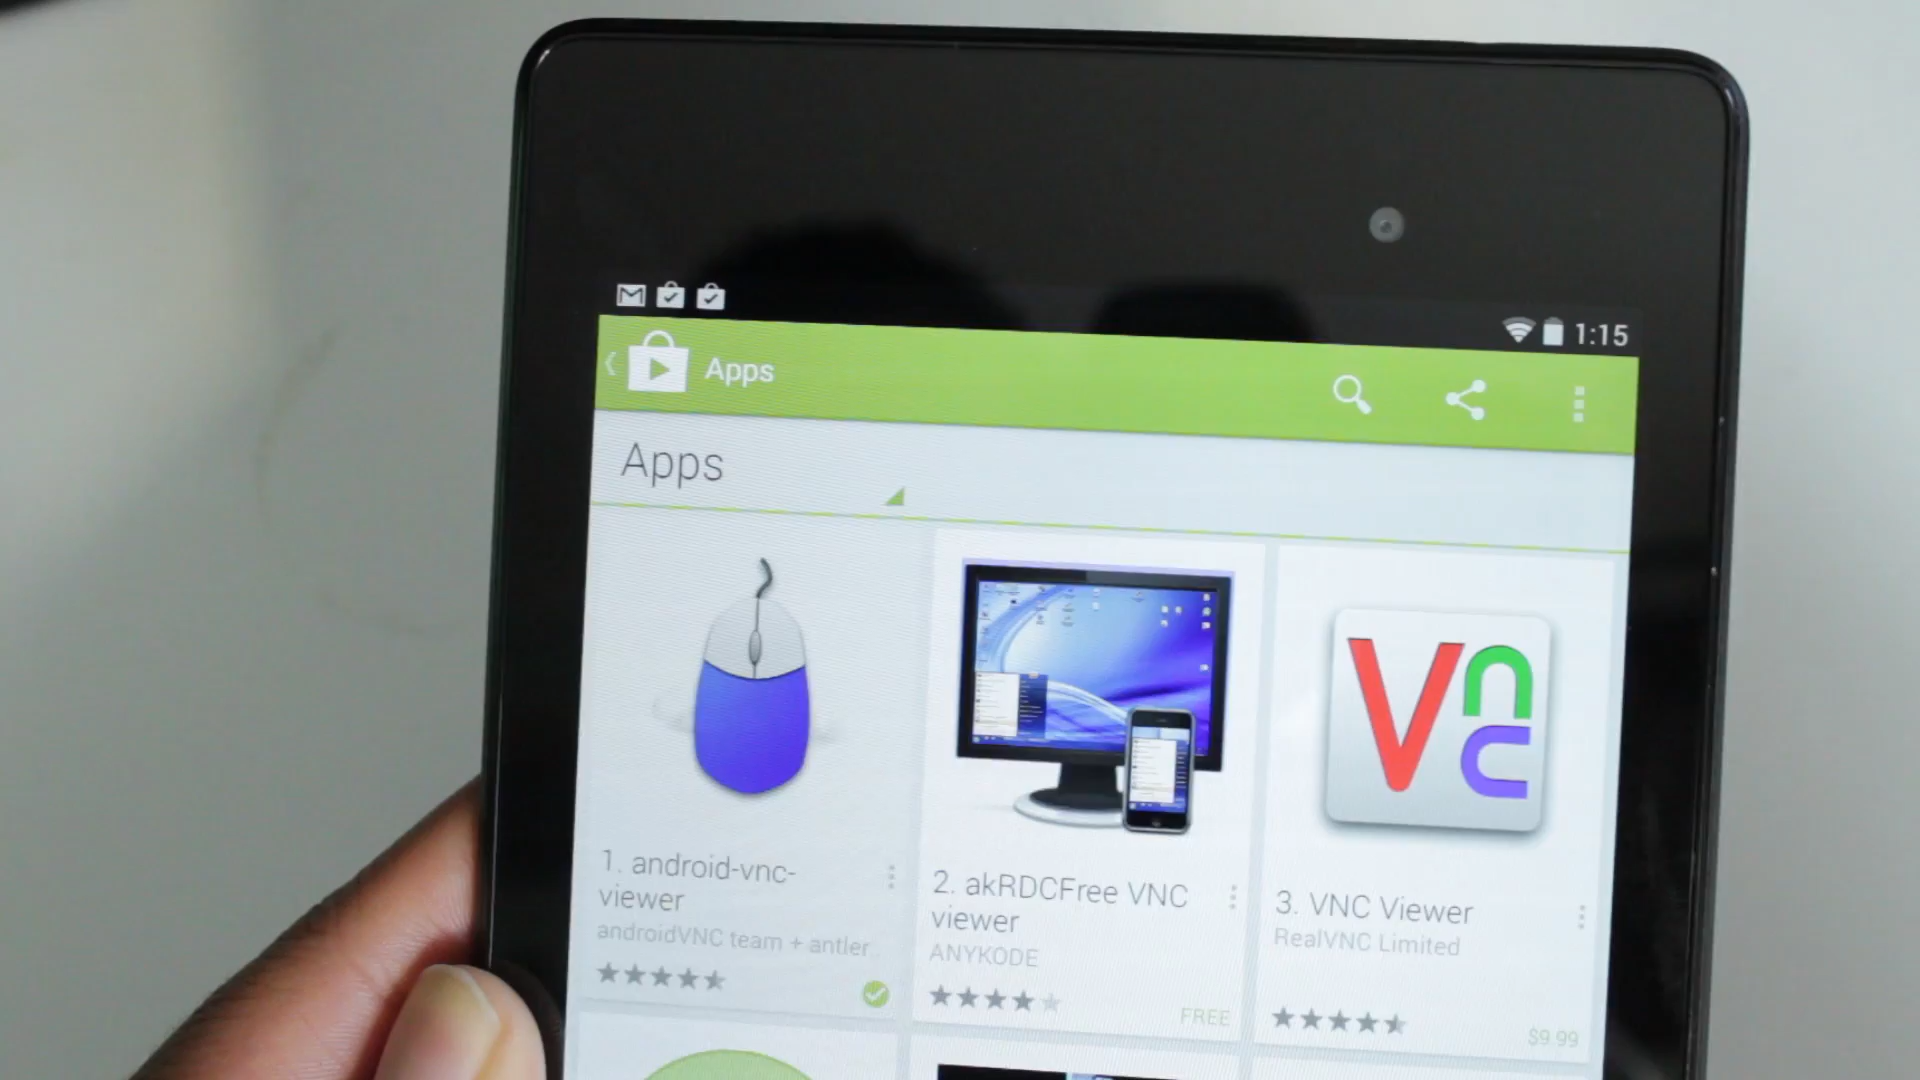 1:15
Apps
Apps
Vnc
1. android-vnc-
viewer
androidVNC team + antler
2. akRDCFree VNC
viewer
ANYKODE
FREE
3. VNC Viewer
RealVNC Limited
$9.99